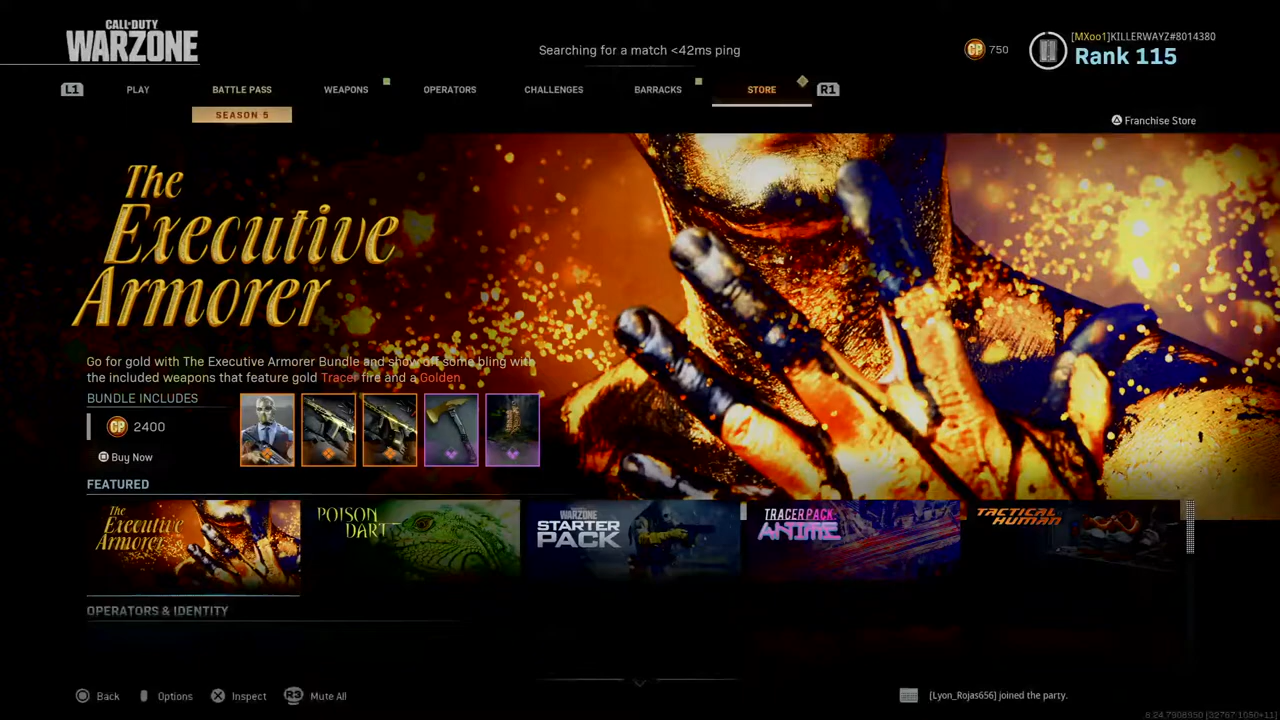 CALL OF DUTY
WARZONE
Searching for a match <42ms ping
CP 750
[MXoo1]KILLERWAYZ#8014380
Rank 115
L1
PLAY
BATTLE PASS
WEAPONS
OPERATORS
CHALLENGES
BARRACKS
STORE
R1
SEASON 5
Franchise Store
The
Executive
Armorer
Go for gold with The Executive Armorer Bundle and show off some bling with
the included weapons that feature gold Tracer fire and a Golden
BUNDLE INCLUDES
CP 2400
Buy Now
FEATURED
The
Executive
Armorer
POISON
DART
WARZONE
STARTER
PACK
TRACER PACK:
ANIME
TACTICAL
HUMAN
OPERATORS & IDENTITY
Back
Options
Inspect
R3 Mute All
[Lyon_Rojas656] joined the party.